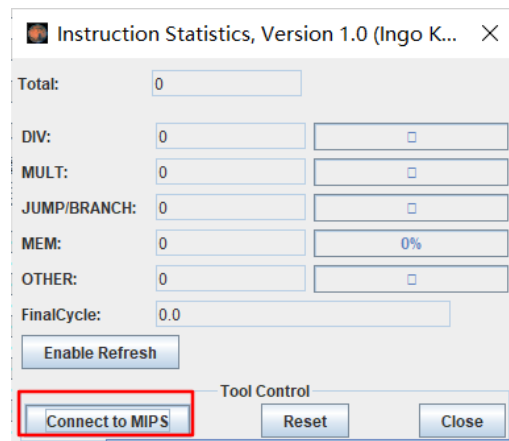 Instruction Statistics, Version 1.0 (Ingo K...
Total: 0
DIV: 0
MULT: 0
JUMP/BRANCH: 0
MEM: 0 0%
OTHER: 0
FinalCycle: 0.0
Enable Refresh
Tool Control
Connect to MIPS Reset Close